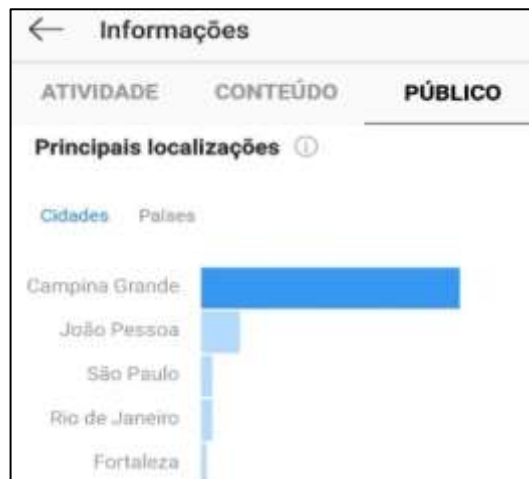 ← Informações
ATIVIDADE CONTEÚDO PÚBLICO
Principais localizações
Cidades Países
Campina Grande
João Pessoa
São Paulo
Rio de Janeiro
Fortaleza